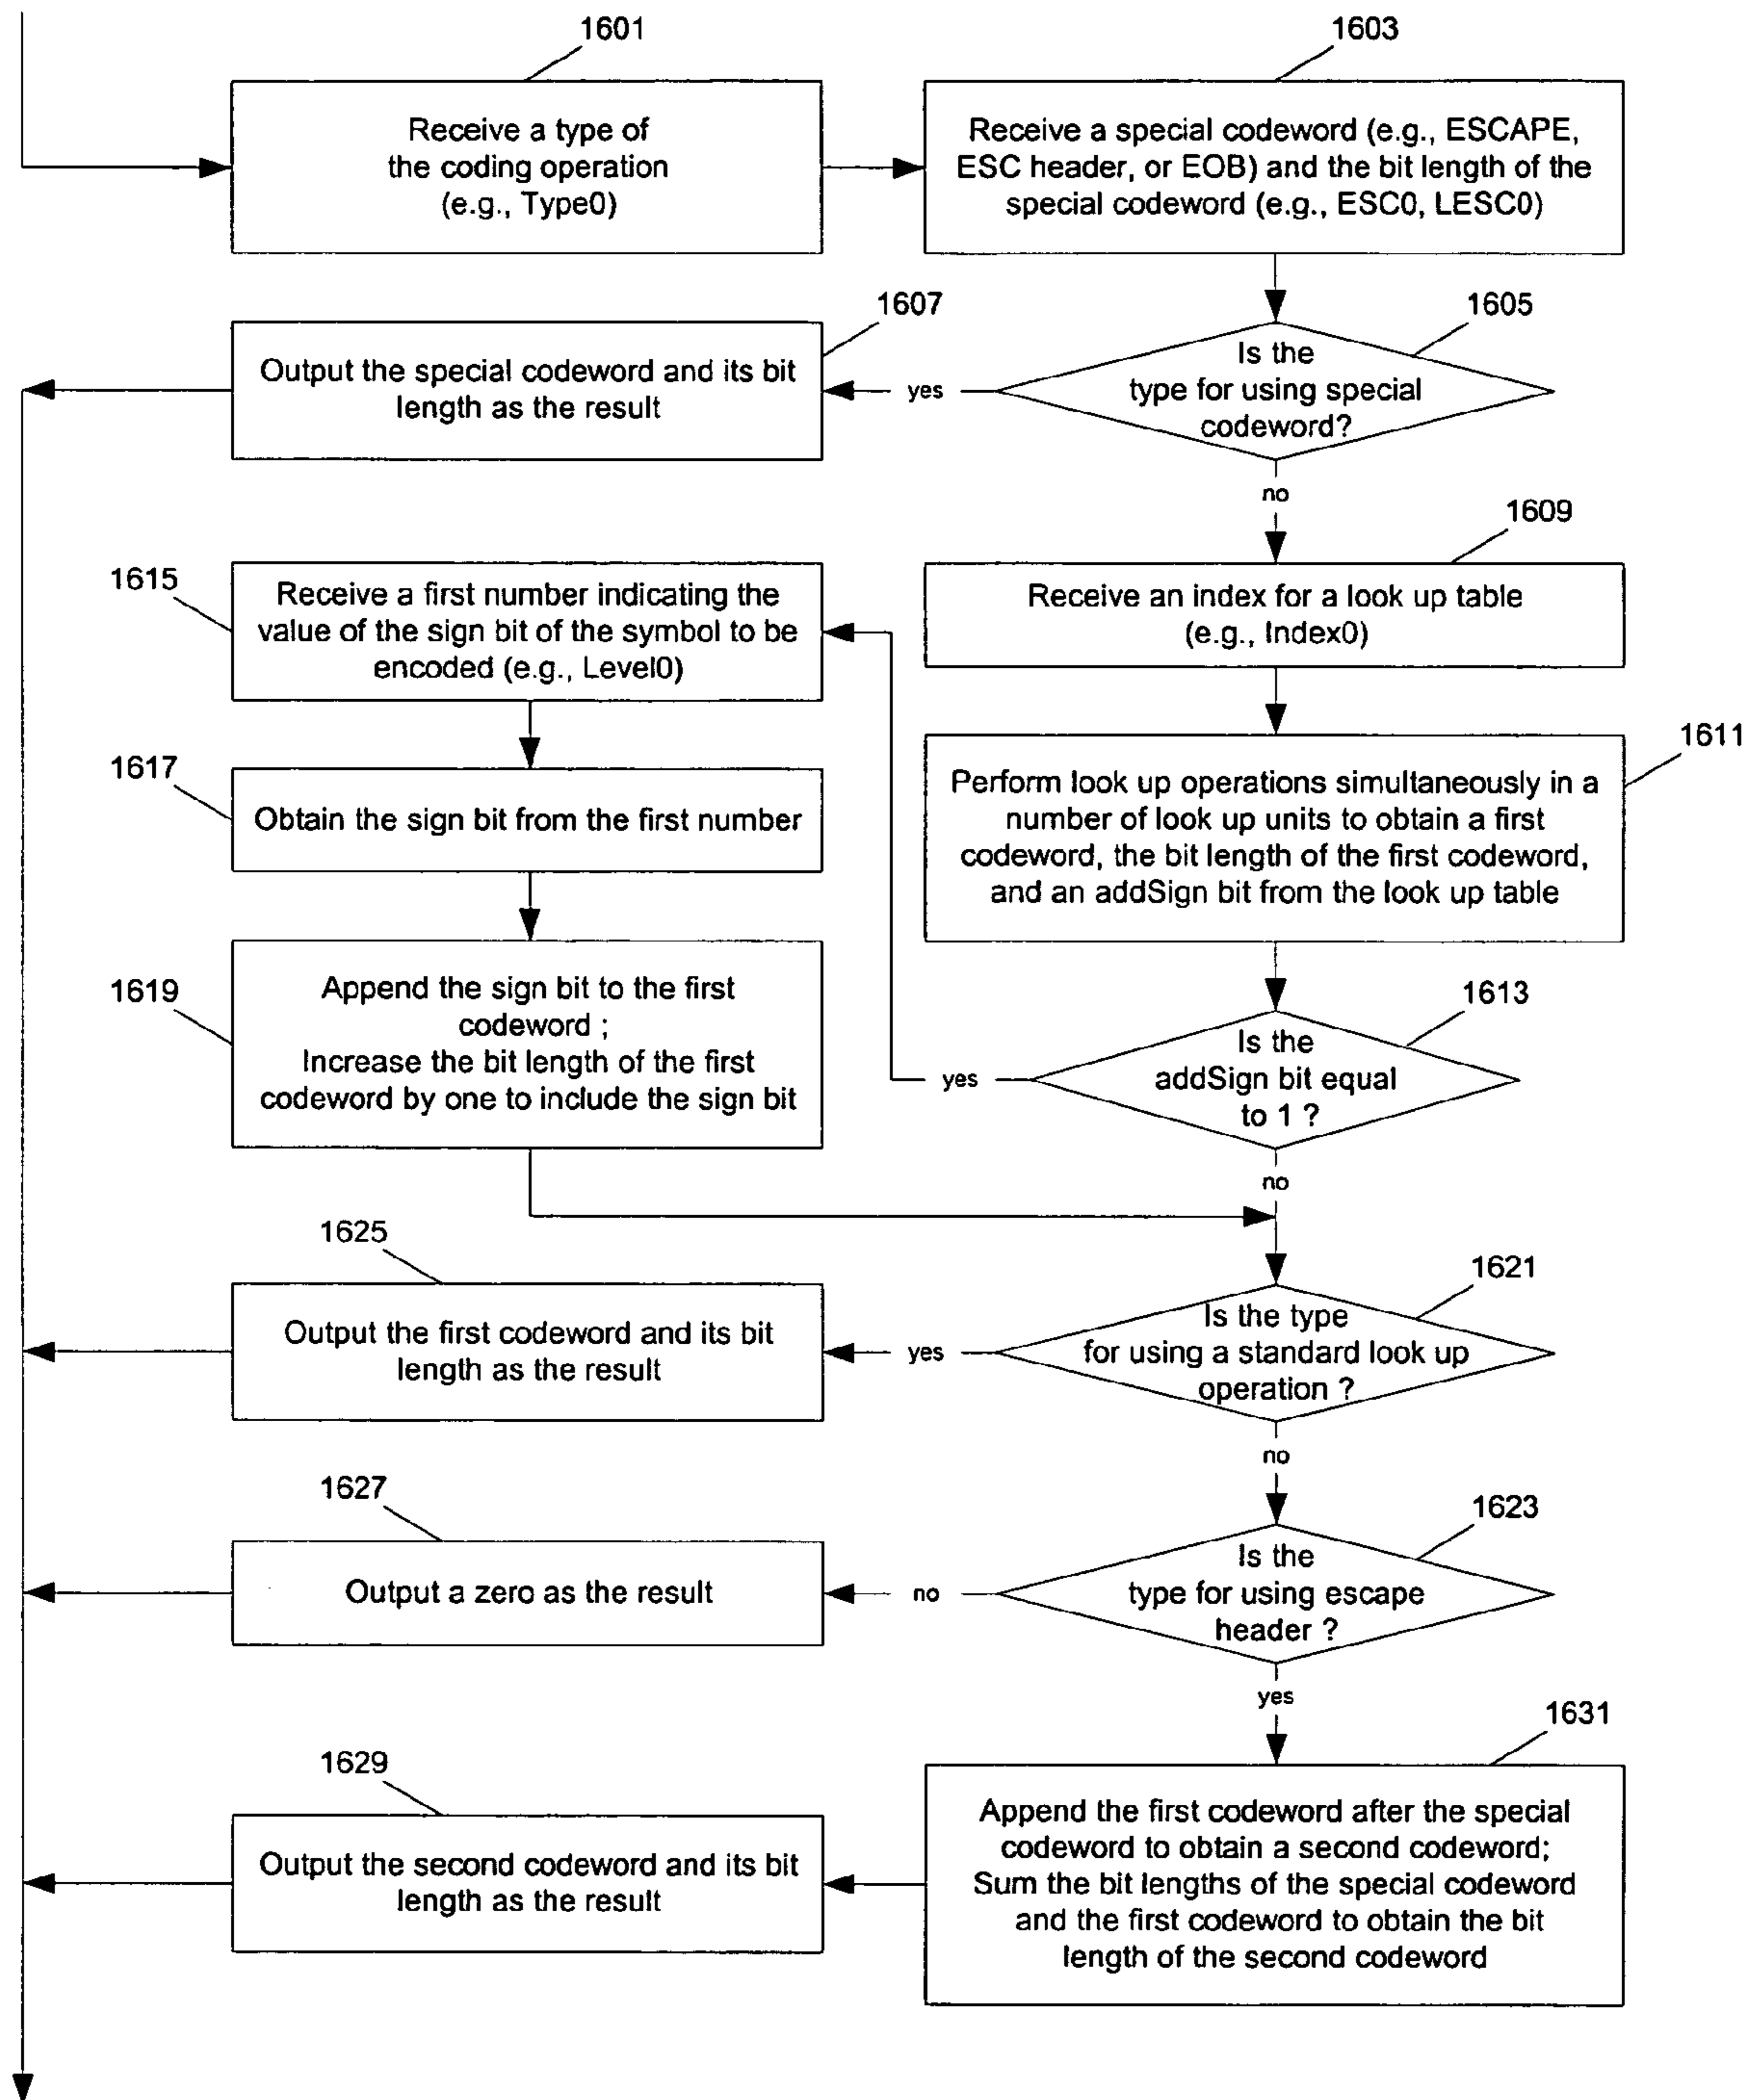 1601
Receive a type of
the coding operation
(e.g., Type0)
1603
Receive a special codeword (e.g., ESCAPE,
ESC header, or EOB) and the bit length of the
special codeword (e.g., ESC0, LESC0)
1605
Is the
type for using special
codeword?
yes
1607
Output the special codeword and its bit
length as the result
no
1609
Receive an index for a look up table
(e.g., Index0)
1611
Perform look up operations simultaneously in a
number of look up units to obtain a first
codeword, the bit length of the first codeword,
and an addSign bit from the look up table
1613
Is the
addSign bit equal
to 1 ?
yes
1615
Receive a first number indicating the
value of the sign bit of the symbol to be
encoded (e.g., Level0)
1617
Obtain the sign bit from the first number
1619
Append the sign bit to the first
codeword ;
Increase the bit length of the first
codeword by one to include the sign bit
no
1621
Is the type
for using a standard look up
operation ?
yes
1625
Output the first codeword and its bit
length as the result
no
1623
Is the
type for using escape
header ?
no
1627
Output a zero as the result
yes
1631
Append the first codeword after the special
codeword to obtain a second codeword;
Sum the bit lengths of the special codeword
and the first codeword to obtain the bit
length of the second codeword
1629
Output the second codeword and its bit
length as the result